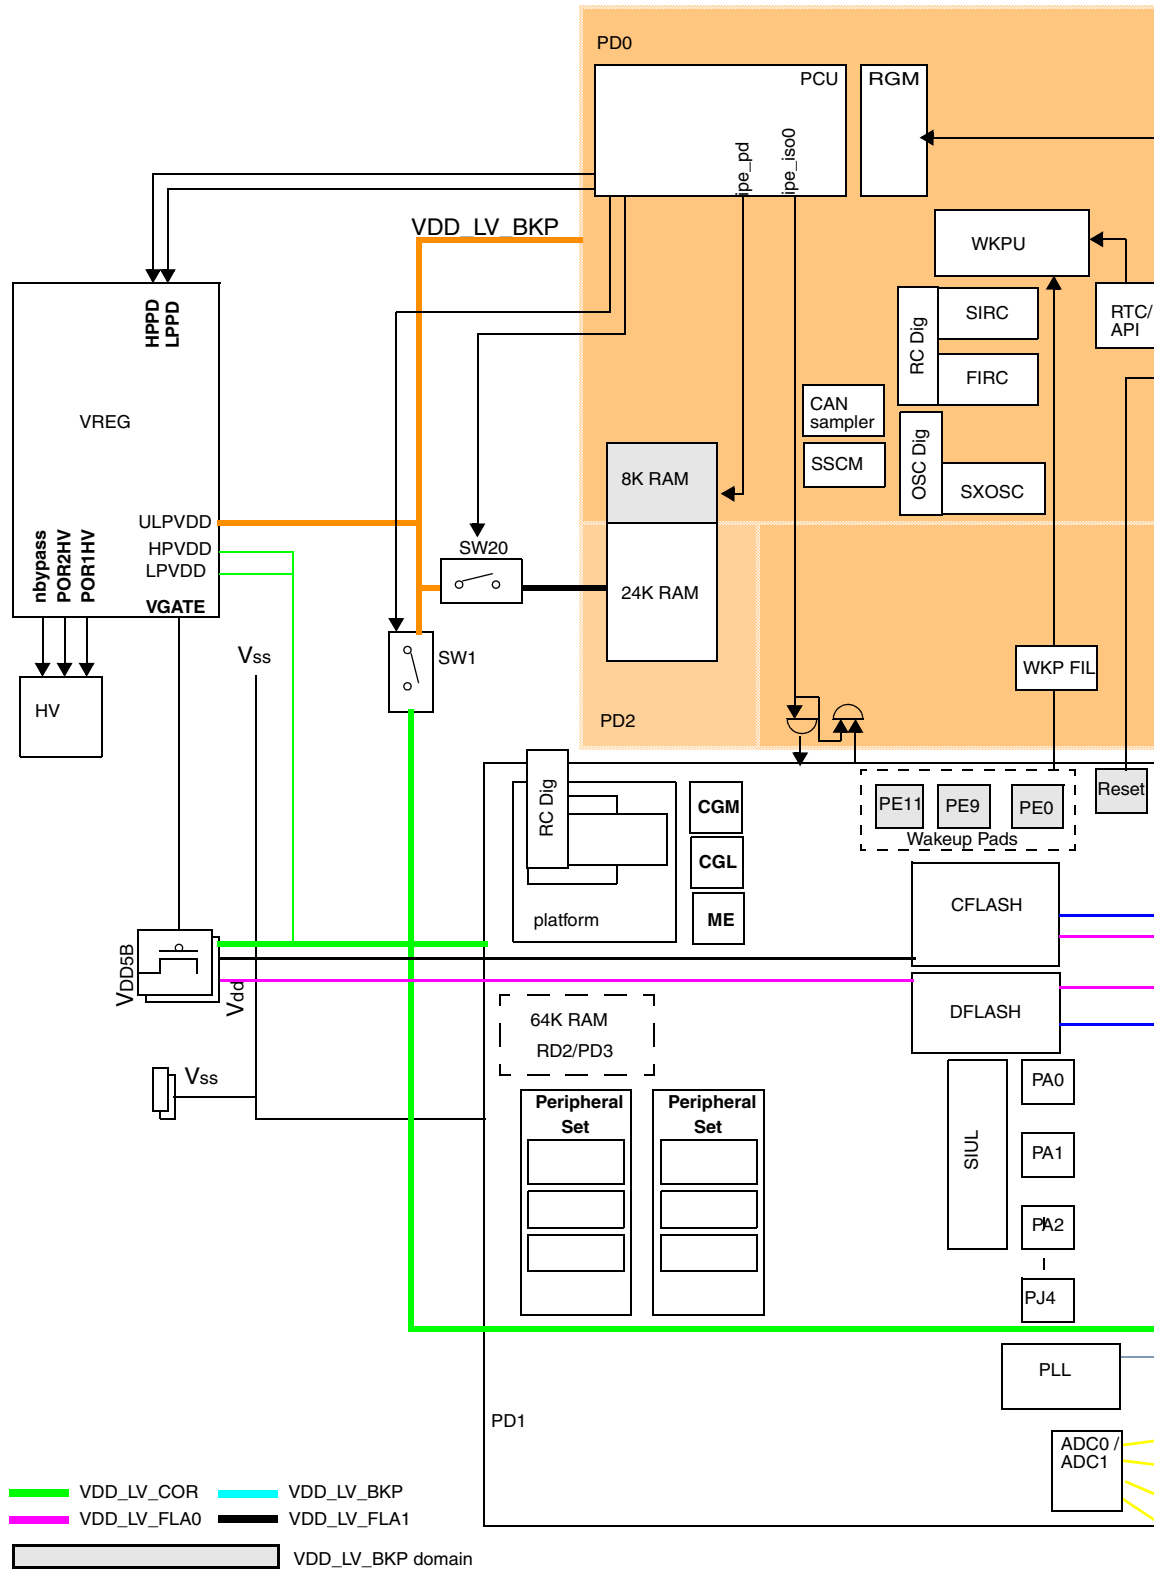 PD0
PCU
RGM
ipe_pd
ipe_iso0
VDD_LV_BKP
WKPU
HPPD
LPPD
RC Dig
SIRC
RTC/
API
FIRC
VREG
CAN
sampler
OSC Dig
SSCM
8K RAM
SXOSC
ULPVDD
HPVDD
LPVDD
nbypass
POR2HV
POR1HV
VGATE
SW20
24K RAM
Vss
SW1
WKP FIL
HV
PD2
RC Dig
CGM
PE11
PE9
PE0
Reset
Wakeup Pads
CGL
platform
ME
CFLASH
VDD5B
Vdd
DFLASH
64K RAM
RD2/PD3
Vss
Peripheral
Set
Peripheral
Set
SIUL
PA0
PA1
PA2
PJ4
PLL
PD1
ADC0 /
ADC1
VDD_LV_COR
VDD_LV_BKP
VDD_LV_FLA0
VDD_LV_FLA1
VDD_LV_BKP domain